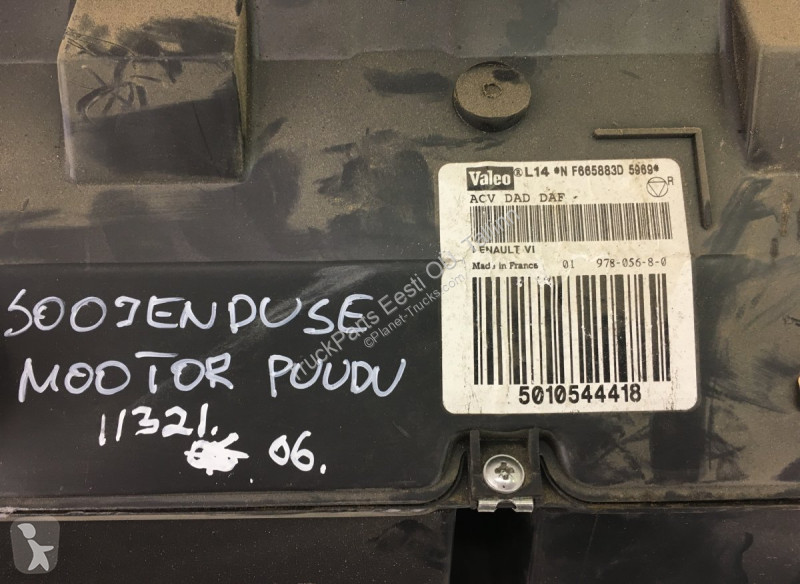 Valeo ® L14 *N F665883D 5969*
R
ACV DAD DAF -
RENAULT VI
Made in France 01 978-056-8-0
5010544418
SOOJENDUSE
MOOTOR PUUDU
11321.
06.
TruckParts Eesti OÜ, Tallinn
©Planet-Trucks.com